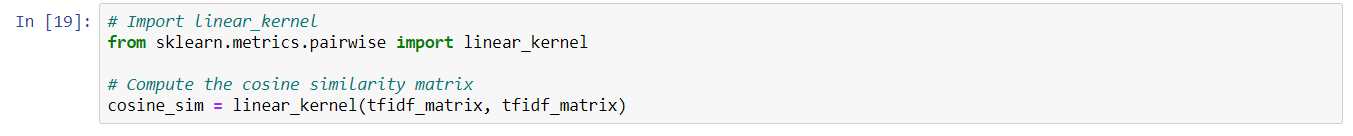 In [19]: # Import linear_kernel
from sklearn.metrics.pairwise import linear_kernel
# Compute the cosine similarity matrix
cosine_sim = linear_kernel(tfidf_matrix, tfidf_matrix)